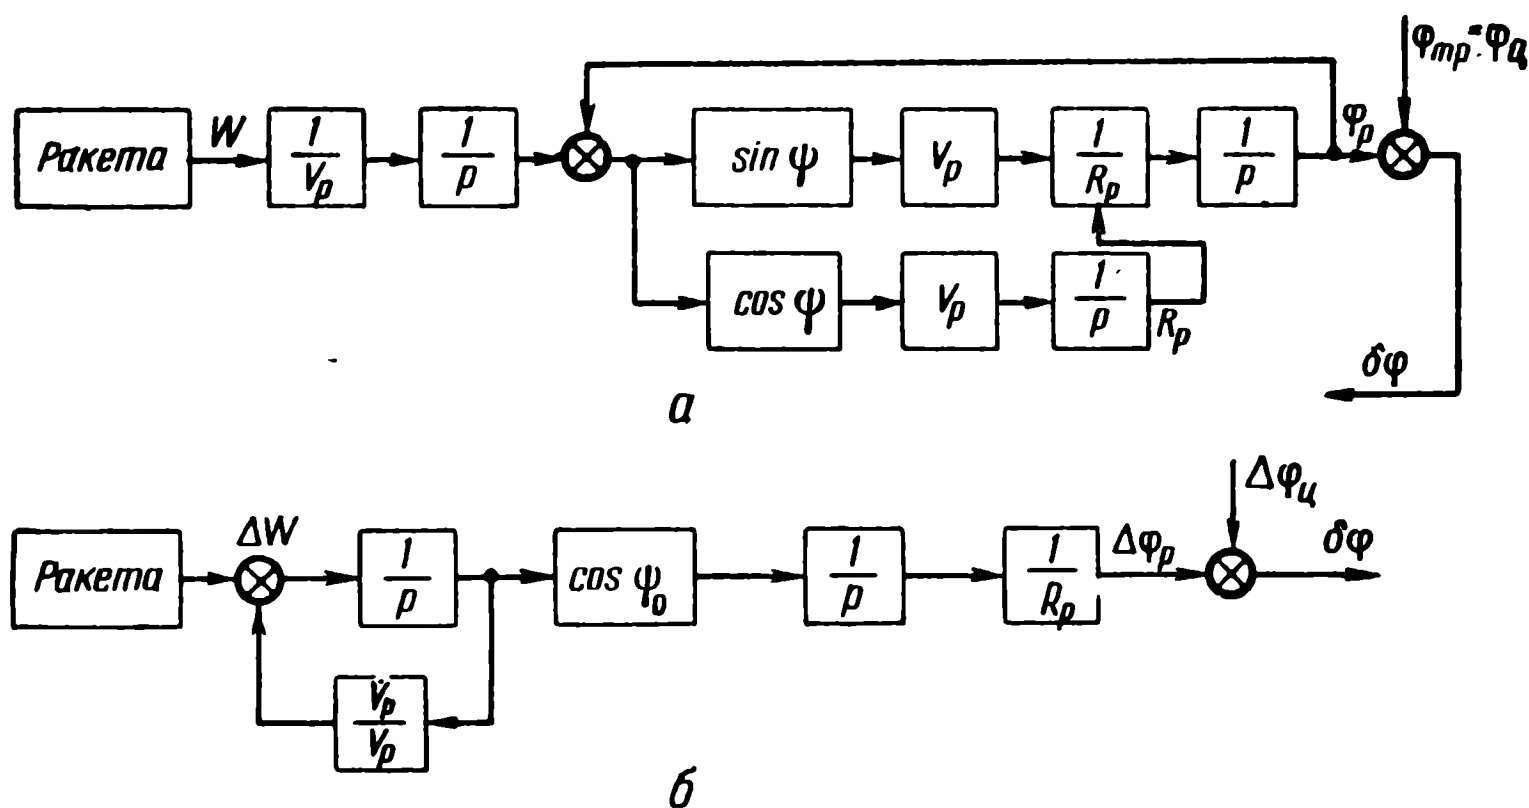 φтр=φц
Ракета
W
1/Vр
1/p
sin ψ
Vр
1/Rр
1/p
φр
cos ψ
Vр
1/p
Rр
δφ
а
Ракета
ΔW
1/p
cos ψ₀
1/p
1/Rр
Δφр
Δφц
δφ
V̇р/Vр
б